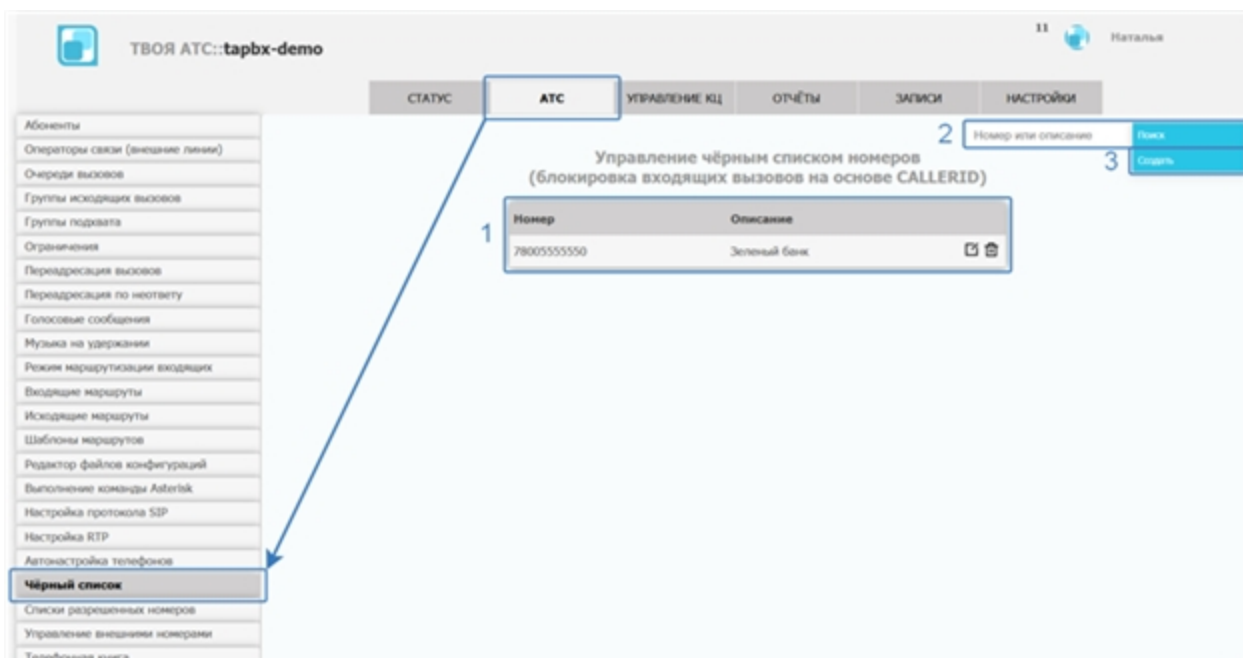 11
ТВОЯ АТС::tapbx-demo
Наталья
СТАТУС
АТС
УПРАВЛЕНИЕ КЦ
ОТЧЁТЫ
ЗАПИСИ
НАСТРОЙКИ
Абоненты
Операторы связи (внешние линии)
Очереди вызовов
Группы исходящих вызовов
Группы подхвата
Ограничения
Переадресация вызовов
Переадресация по неответу
Голосовые сообщения
Музыка на удержании
Режим маршрутизации входящих
Входящие маршруты
Исходящие маршруты
Шаблоны маршрутов
Редактор файлов конфигураций
Выполнение команды Asterisk
Настройка протокола SIP
Настройка RTP
Автонастройка телефонов
Чёрный список
Списки разрешенных номеров
Управление внешними номерами
Телефонная книга
2
Номер или описание
Поиск
3
Создать
Управление чёрным списком номеров
(блокировка входящих вызовов на основе CALLERID)
1
Номер Описание
78005555550 Зеленый банк